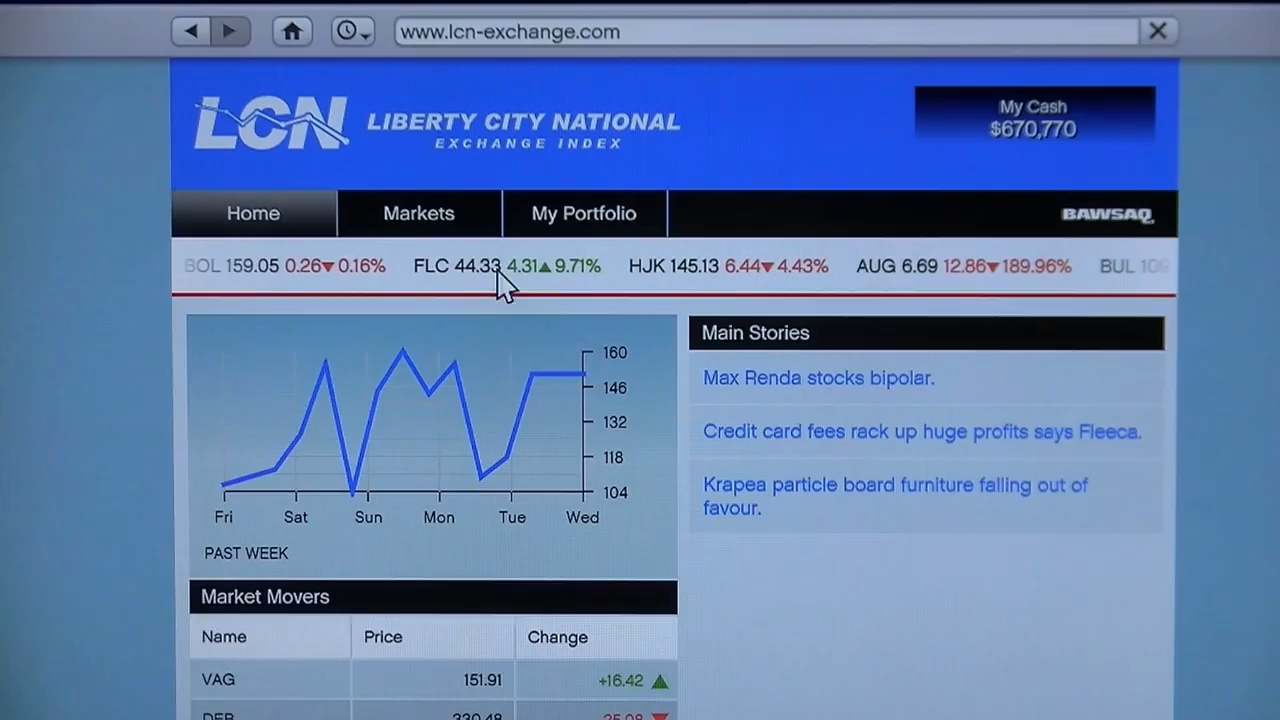 www.lcn-exchange.com
LCN LIBERTY CITY NATIONAL
EXCHANGE INDEX
My Cash
$670,770
Home Markets My Portfolio BAWSAQ
BOL 159.05 0.26▼0.16% FLC 44.33 4.31▲9.71% HJK 145.13 6.44▼4.43% AUG 6.69 12.86▼189.96% BUL
Main Stories
Max Renda stocks bipolar.
Credit card fees rack up huge profits says Fleeca.
Krapea particle board furniture falling out of
favour.
160
146
132
118
104
Fri Sat Sun Mon Tue Wed
PAST WEEK
Market Movers
Name Price Change
VAG 151.91 +16.42 ▲